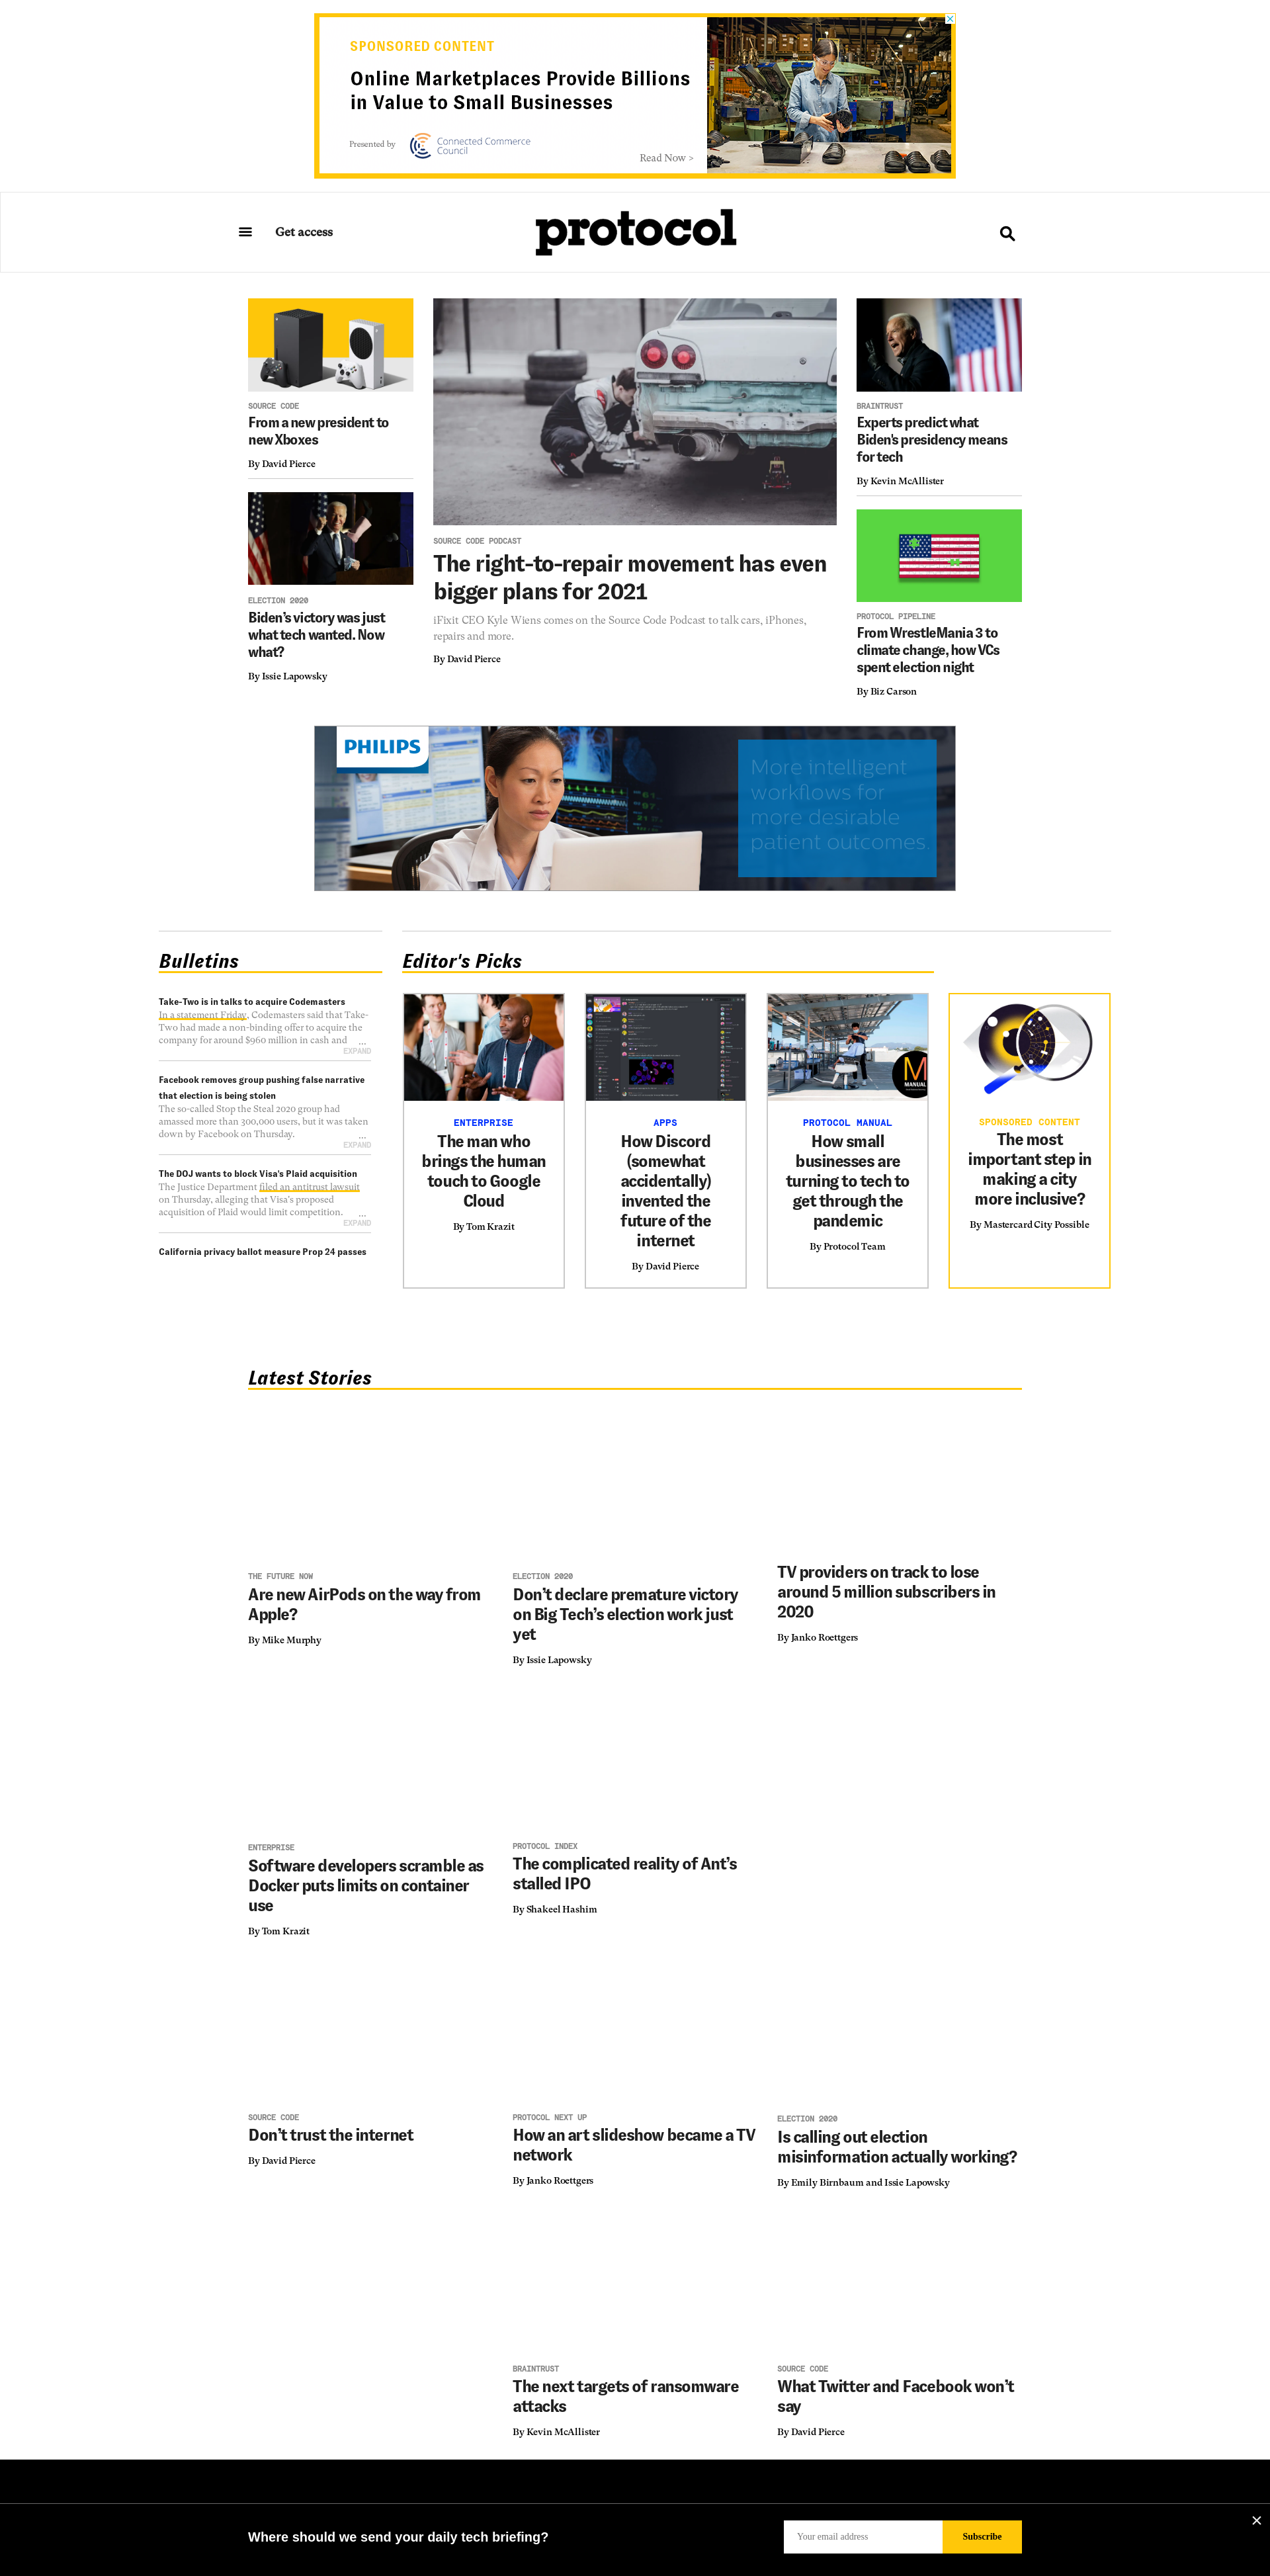 SPONSORED CONTENT
Online Marketplaces Provide Billions
in Value to Small Businesses
Presented by
Connected Commerce
Council
Read Now >
Get access
protocol
SOURCE CODE
From a new president to
new Xboxes
By David Pierce
ELECTION 2020
Biden’s victory was just
what tech wanted. Now
what?
By Issie Lapowsky
SOURCE CODE PODCAST
The right-to-repair movement has even
bigger plans for 2021
iFixit CEO Kyle Wiens comes on the Source Code Podcast to talk cars, iPhones,
repairs and more.
By David Pierce
BRAINTRUST
Experts predict what
Biden's presidency means
for tech
By Kevin McAllister
PROTOCOL PIPELINE
From WrestleMania 3 to
climate change, how VCs
spent election night
By Biz Carson
PHILIPS
More intelligent
workflows for
more desirable
patient outcomes.
Bulletins
Take-Two is in talks to acquire Codemasters
In a statement Friday, Codemasters said that Take-
Two had made a non-binding offer to acquire the
company for around $960 million in cash and ...
EXPAND
Facebook removes group pushing false narrative
that election is being stolen
The so-called Stop the Steal 2020 group had
amassed more than 300,000 users, but it was taken
down by Facebook on Thursday. ...
EXPAND
The DOJ wants to block Visa's Plaid acquisition
The Justice Department filed an antitrust lawsuit
on Thursday, alleging that Visa's proposed
acquisition of Plaid would limit competition. ...
EXPAND
California privacy ballot measure Prop 24 passes
Editor's Picks
ENTERPRISE
The man who
brings the human
touch to Google
Cloud
By Tom Krazit
APPS
How Discord
(somewhat
accidentally)
invented the
future of the
internet
By David Pierce
M
MANUAL
PROTOCOL MANUAL
How small
businesses are
turning to tech to
get through the
pandemic
By Protocol Team
SPONSORED CONTENT
The most
important step in
making a city
more inclusive?
By Mastercard City Possible
Latest Stories
THE FUTURE NOW
Are new AirPods on the way from
Apple?
By Mike Murphy
ELECTION 2020
Don’t declare premature victory
on Big Tech’s election work just
yet
By Issie Lapowsky
TV providers on track to lose
around 5 million subscribers in
2020
By Janko Roettgers
ENTERPRISE
Software developers scramble as
Docker puts limits on container
use
By Tom Krazit
PROTOCOL INDEX
The complicated reality of Ant’s
stalled IPO
By Shakeel Hashim
SOURCE CODE
Don’t trust the internet
By David Pierce
PROTOCOL NEXT UP
How an art slideshow became a TV
network
By Janko Roettgers
ELECTION 2020
Is calling out election
misinformation actually working?
By Emily Birnbaum and Issie Lapowsky
BRAINTRUST
The next targets of ransomware
attacks
By Kevin McAllister
SOURCE CODE
What Twitter and Facebook won’t
say
By David Pierce
Where should we send your daily tech briefing?
Your email address
Subscribe